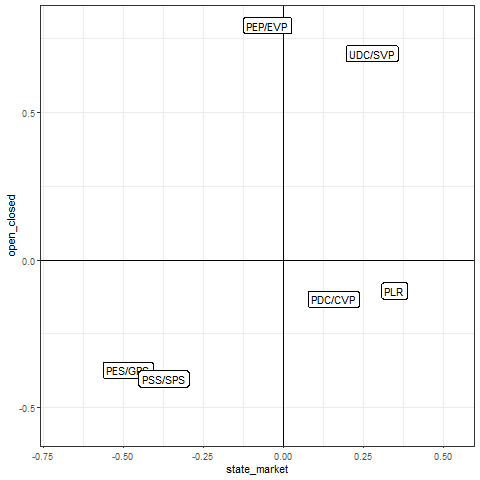 PEP/EVP
UDC/SVP
0.5
open_closed
0.0
PLR
PDC/CVP
PES/GPS
PSS/SPS
-0.5
-0.75 -0.50 -0.25 0.00 0.25 0.50
state_market